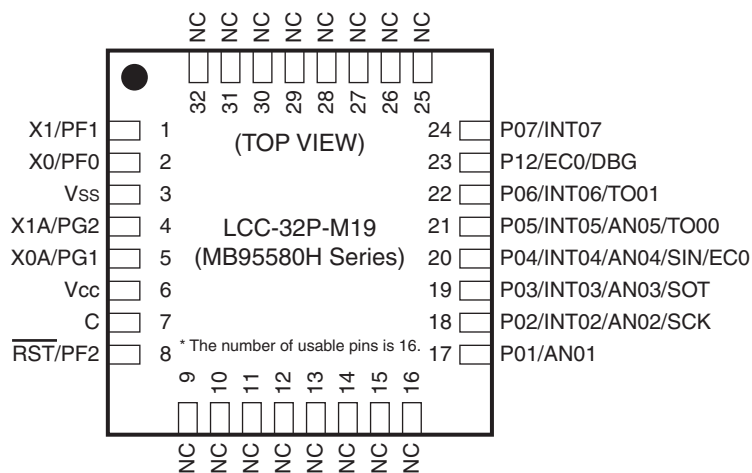 NC NC NC NC NC NC NC NC
32 31 30 29 28 27 26 25
(TOP VIEW)
LCC-32P-M19
(MB95580H Series)
* The number of usable pins is 16.
X1/PF1 1
X0/PF0 2
Vss 3
X1A/PG2 4
X0A/PG1 5
Vcc 6
C 7
RST/PF2 8
24 P07/INT07
23 P12/EC0/DBG
22 P06/INT06/TO01
21 P05/INT05/AN05/TO00
20 P04/INT04/AN04/SIN/EC0
19 P03/INT03/AN03/SOT
18 P02/INT02/AN02/SCK
17 P01/AN01
9 10 11 12 13 14 15 16
NC NC NC NC NC NC NC NC